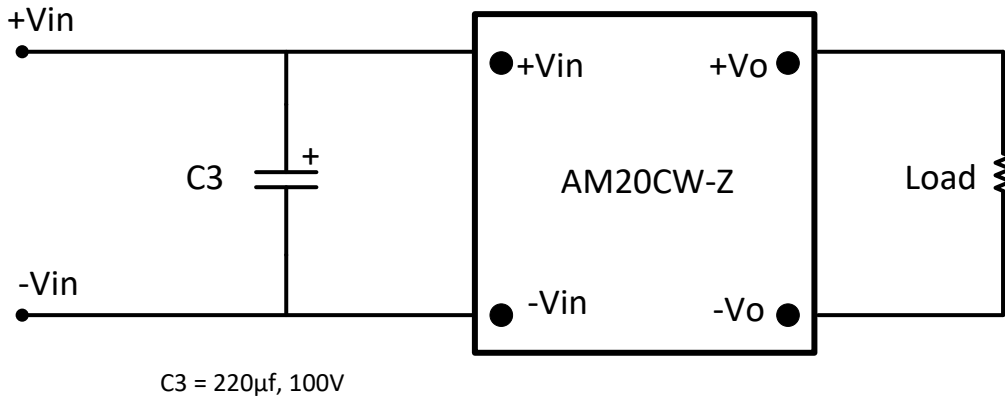 +Vin
+Vin
+Vo
C3
+
AM20CW-Z
Load
-Vin
-Vin
-Vo
C3 = 220µf, 100V